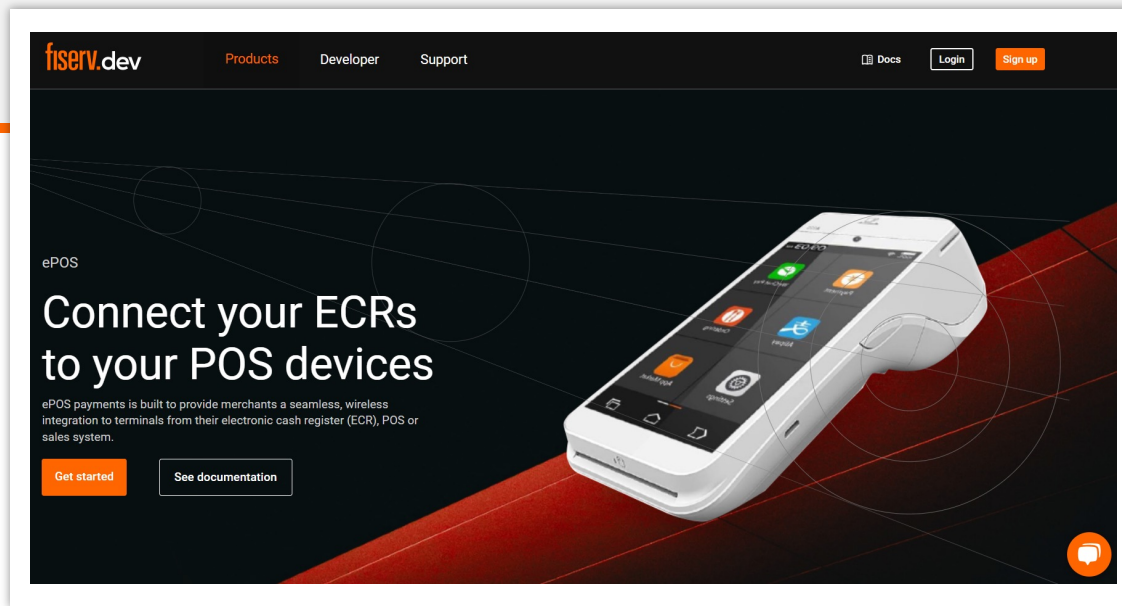 fiserv.dev
Products
Developer
Support
Docs
Login
Sign up
ePOS
Connect your ECRs
to your POS devices
ePOS payments is built to provide merchants a seamless, wireless
integration to terminals from their electronic cash register (ECR), POS or
sales system.
Get started
See documentation